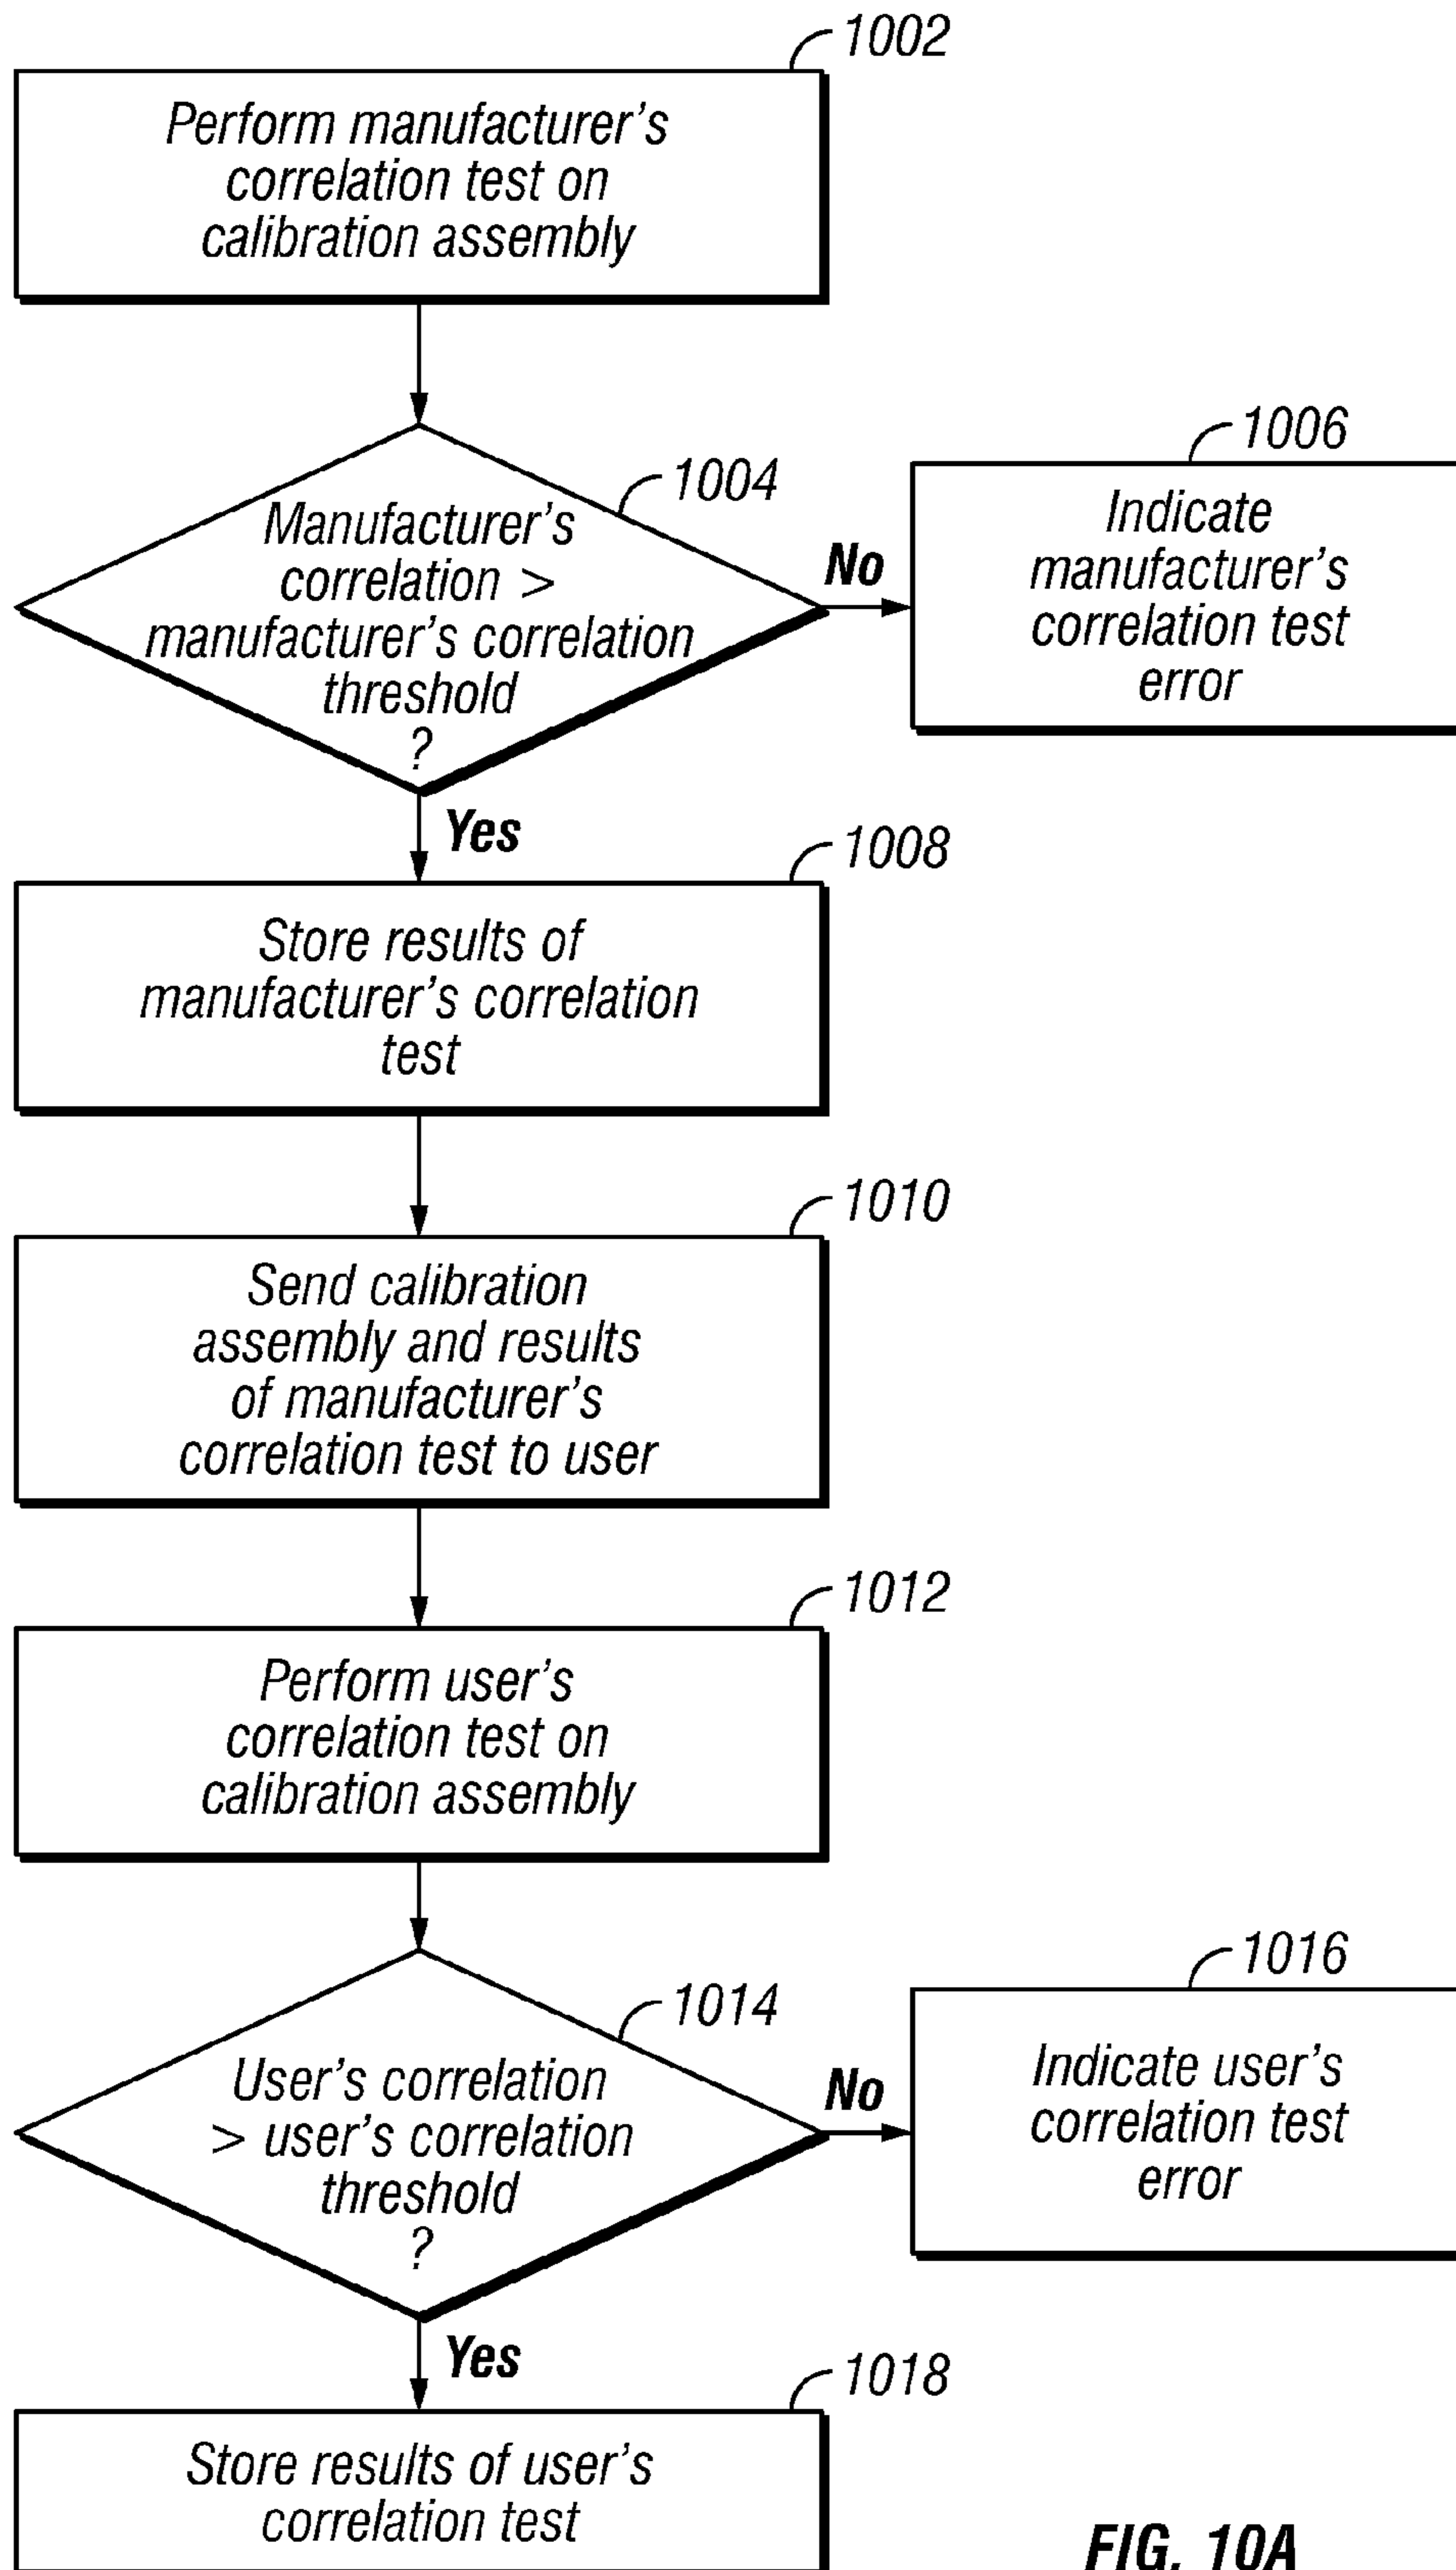 1002
Perform manufacturer's
correlation test on
calibration assembly
1004
Manufacturer's
correlation >
manufacturer's correlation
threshold
?
No
1006
Indicate
manufacturer's
correlation test
error
Yes
1008
Store results of
manufacturer's correlation
test
1010
Send calibration
assembly and results
of manufacturer's
correlation test to user
1012
Perform user's
correlation test on
calibration assembly
1014
User's correlation
> user's correlation
threshold
?
No
1016
Indicate user's
correlation test
error
Yes
1018
Store results of user's
correlation test
FIG. 10A